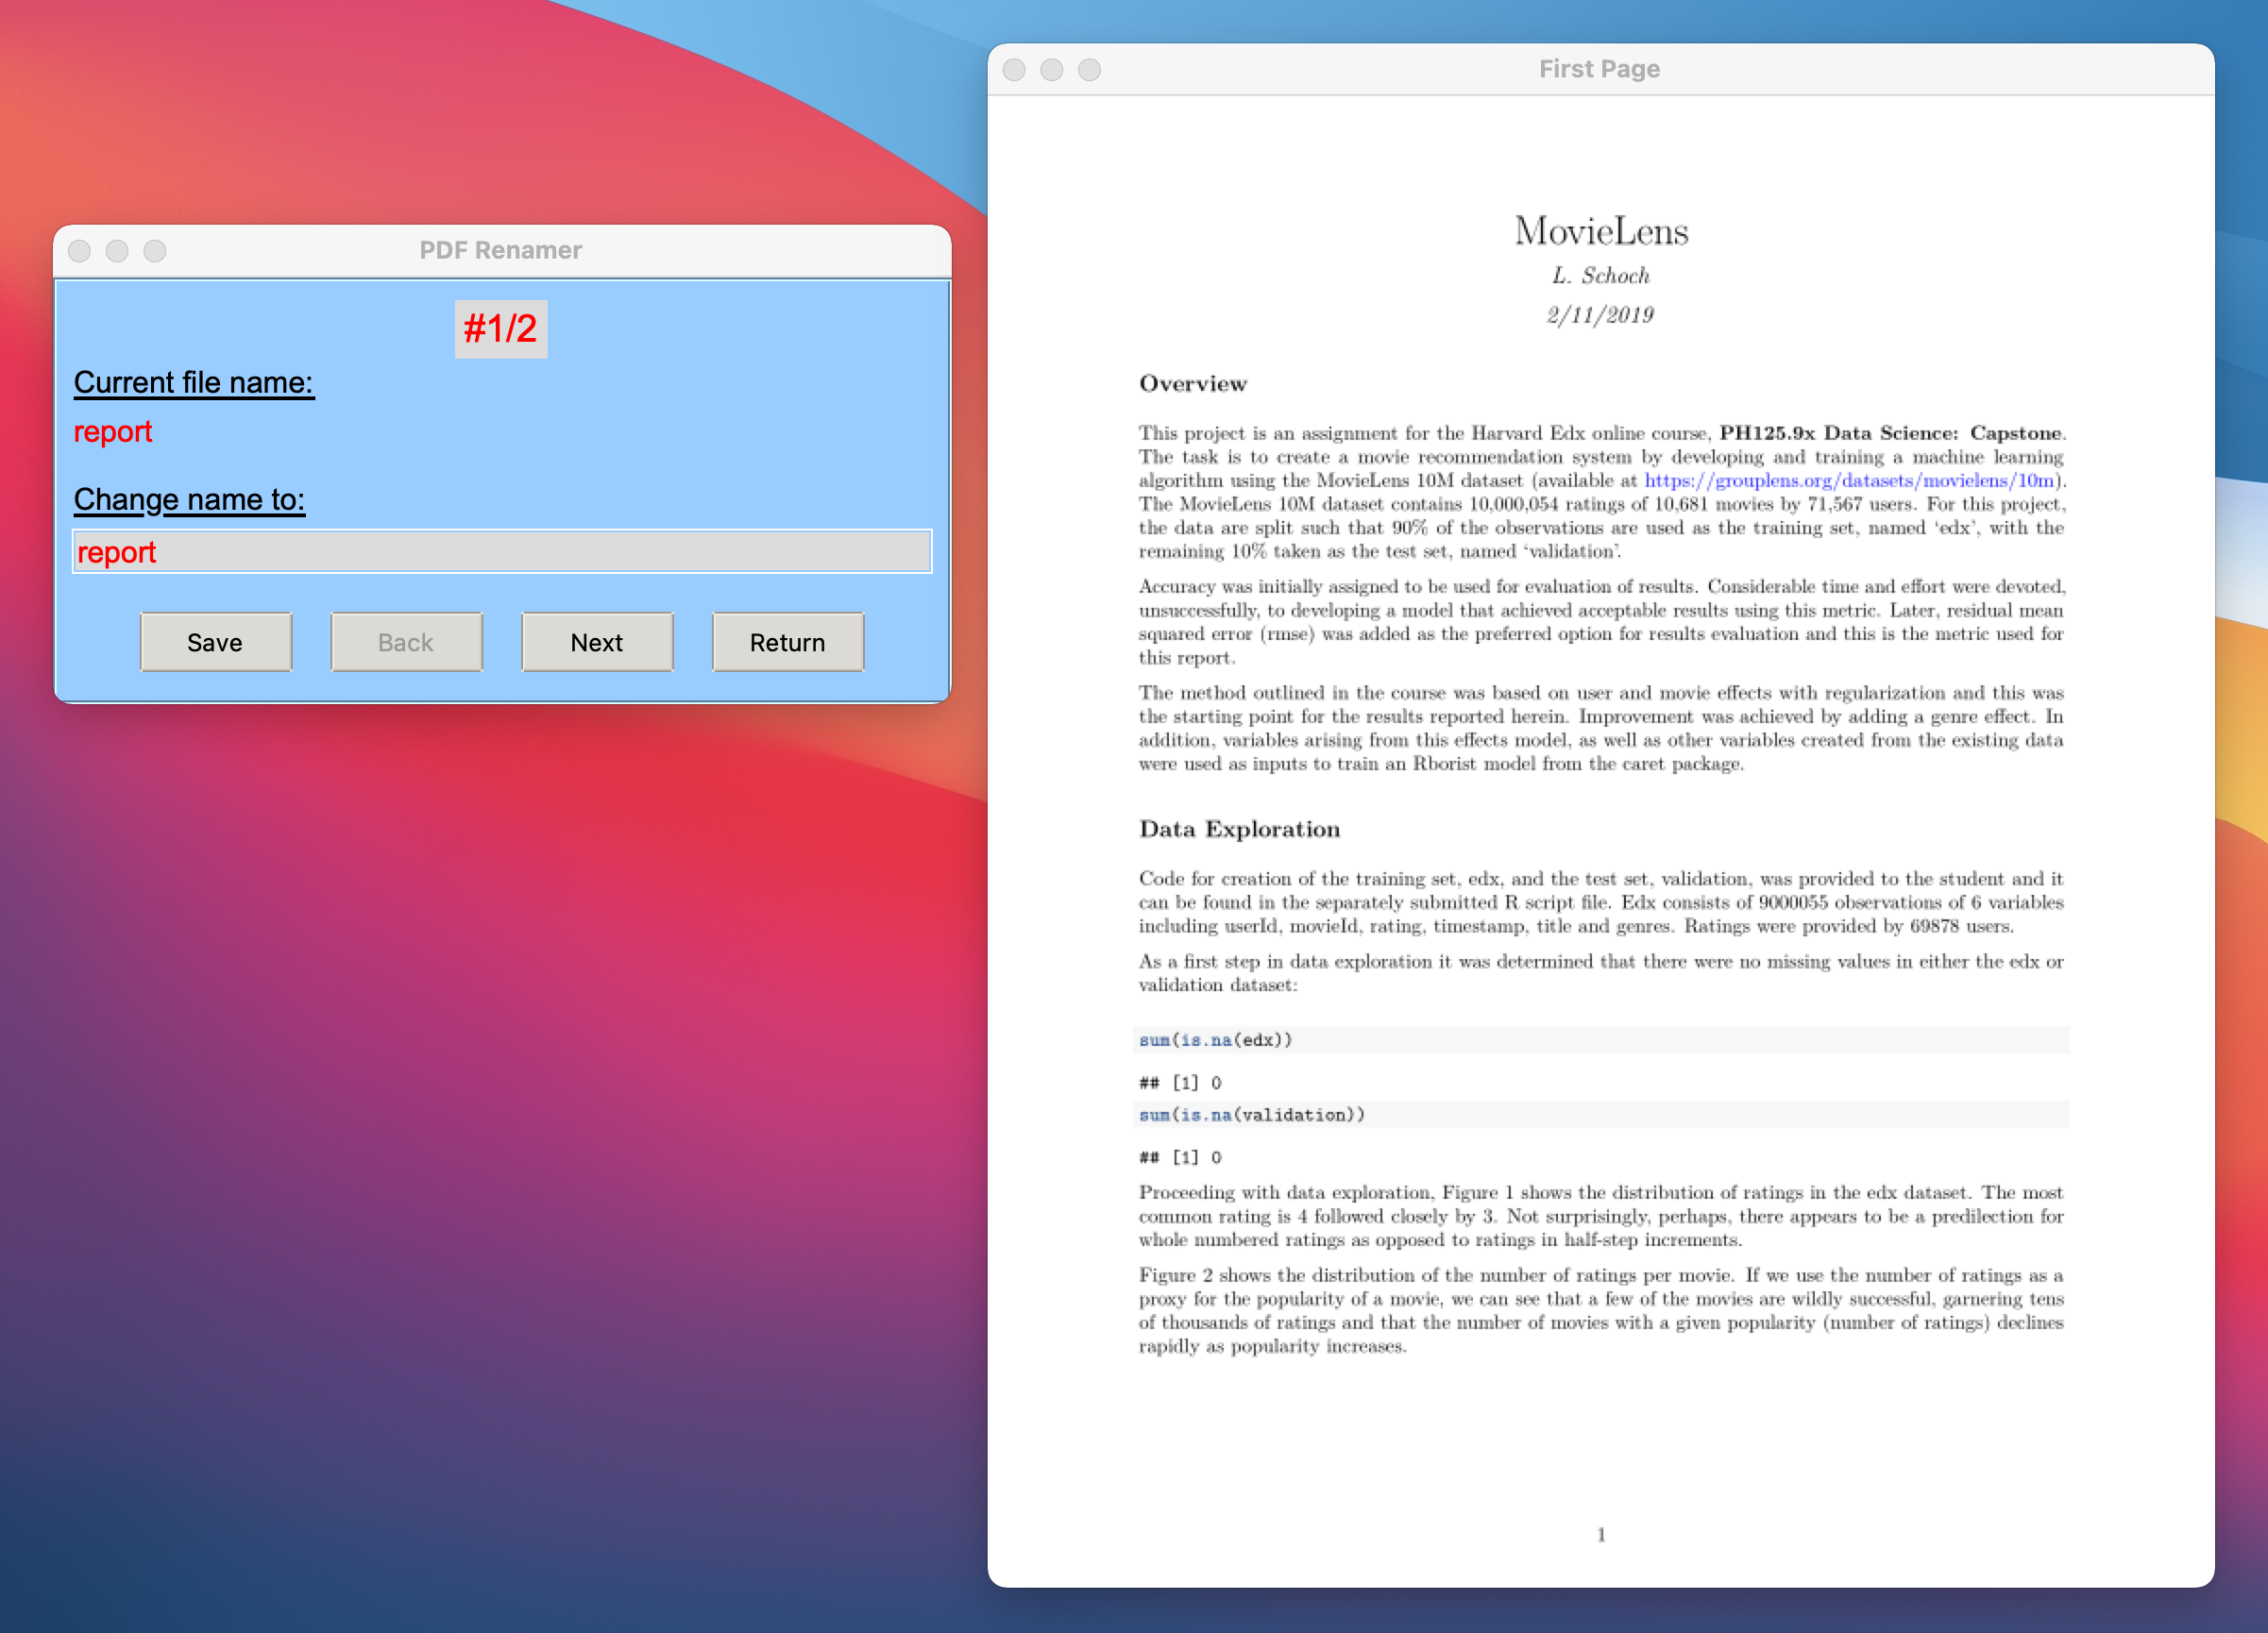 PDF Renamer
#1/2
Current file name:
report
Change name to:
report
Save
Back
Next
Return
First Page
MovieLens
L. Schoch
2/11/2019
Overview
This project is an assignment for the Harvard Edx online course, PH125.9x Data Science: Capstone.
The task is to create a movie recommendation system by developing and training a machine learning
algorithm using the MovieLens 10M dataset (available at https://grouplens.org/datasets/movielens/10m).
The MovieLens 10M dataset contains 10,000,054 ratings of 10,681 movies by 71,567 users. For this project,
the data are split such that 90% of the observations are used as the training set, named ‘edx’, with the
remaining 10% taken as the test set, named ‘validation’.
Accuracy was initially assigned to be used for evaluation of results. Considerable time and effort were devoted,
unsuccessfully, to developing a model that achieved acceptable results using this metric. Later, residual mean
squared error (rmse) was added as the preferred option for results evaluation and this is the metric used for
this report.
The method outlined in the course was based on user and movie effects with regularization and this was
the starting point for the results reported herein. Improvement was achieved by adding a genre effect. In
addition, variables arising from this effects model, as well as other variables created from the existing data
were used as inputs to train an Rborist model from the caret package.
Data Exploration
Code for creation of the training set, edx, and the test set, validation, was provided to the student and it
can be found in the separately submitted R script file. Edx consists of 9000055 observations of 6 variables
including userId, movieId, rating, timestamp, title and genres. Ratings were provided by 69878 users.
As a first step in data exploration it was determined that there were no missing values in either the edx or
validation dataset:
sum(is.na(edx))
## [1] 0
sum(is.na(validation))
## [1] 0
Proceeding with data exploration, Figure 1 shows the distribution of ratings in the edx dataset. The most
common rating is 4 followed closely by 3. Not surprisingly, perhaps, there appears to be a predilection for
whole numbered ratings as opposed to ratings in half-step increments.
Figure 2 shows the distribution of the number of ratings per movie. If we use the number of ratings as a
proxy for the popularity of a movie, we can see that a few of the movies are wildly successful, garnering tens
of thousands of ratings and that the number of movies with a given popularity (number of ratings) declines
rapidly as popularity increases.
1